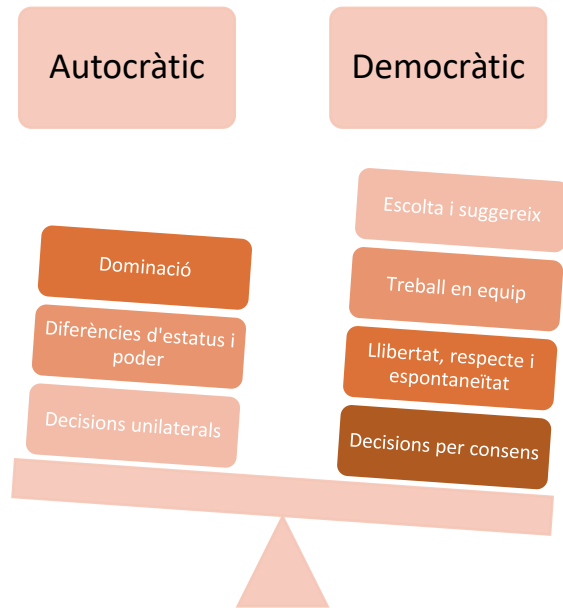 Autocràtic
Democràtic
Dominació
Diferències d'estatus i
poder
Decisions unilaterals
Escolta i suggereix
Treball en equip
Llibertat, respecte i
espontaneïtat
Decisions per consens